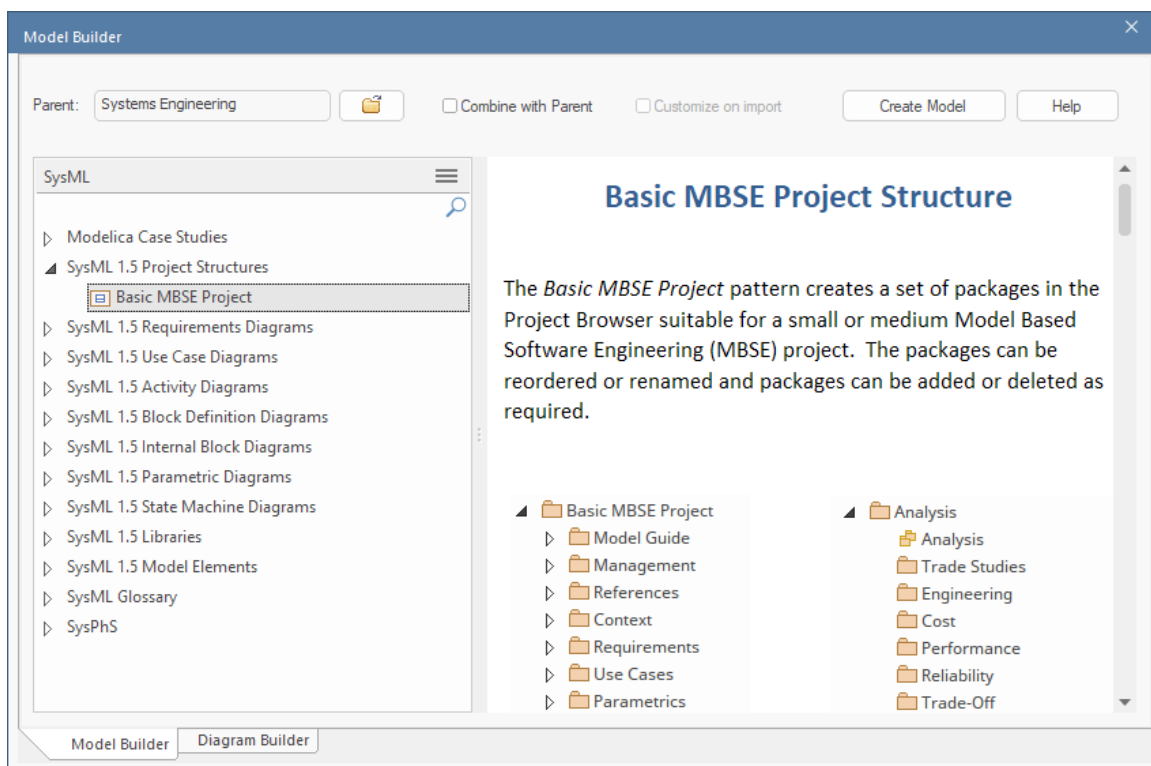 Model Builder
Parent: Systems Engineering Combine with Parent Customize on import Create Model Help
SysML
Modelica Case Studies
SysML 1.5 Project Structures
Basic MBSE Project
SysML 1.5 Requirements Diagrams
SysML 1.5 Use Case Diagrams
SysML 1.5 Activity Diagrams
SysML 1.5 Block Definition Diagrams
SysML 1.5 Internal Block Diagrams
SysML 1.5 Parametric Diagrams
SysML 1.5 State Machine Diagrams
SysML 1.5 Libraries
SysML 1.5 Model Elements
SysML Glossary
SysPhS
Basic MBSE Project Structure
The Basic MBSE Project pattern creates a set of packages in the
Project Browser suitable for a small or medium Model Based
Software Engineering (MBSE) project. The packages can be
reordered or renamed and packages can be added or deleted as
required.
Basic MBSE Project
Model Guide
Management
References
Context
Requirements
Use Cases
Parametrics
Analysis
Analysis
Trade Studies
Engineering
Cost
Performance
Reliability
Trade-Off
Model Builder Diagram Builder